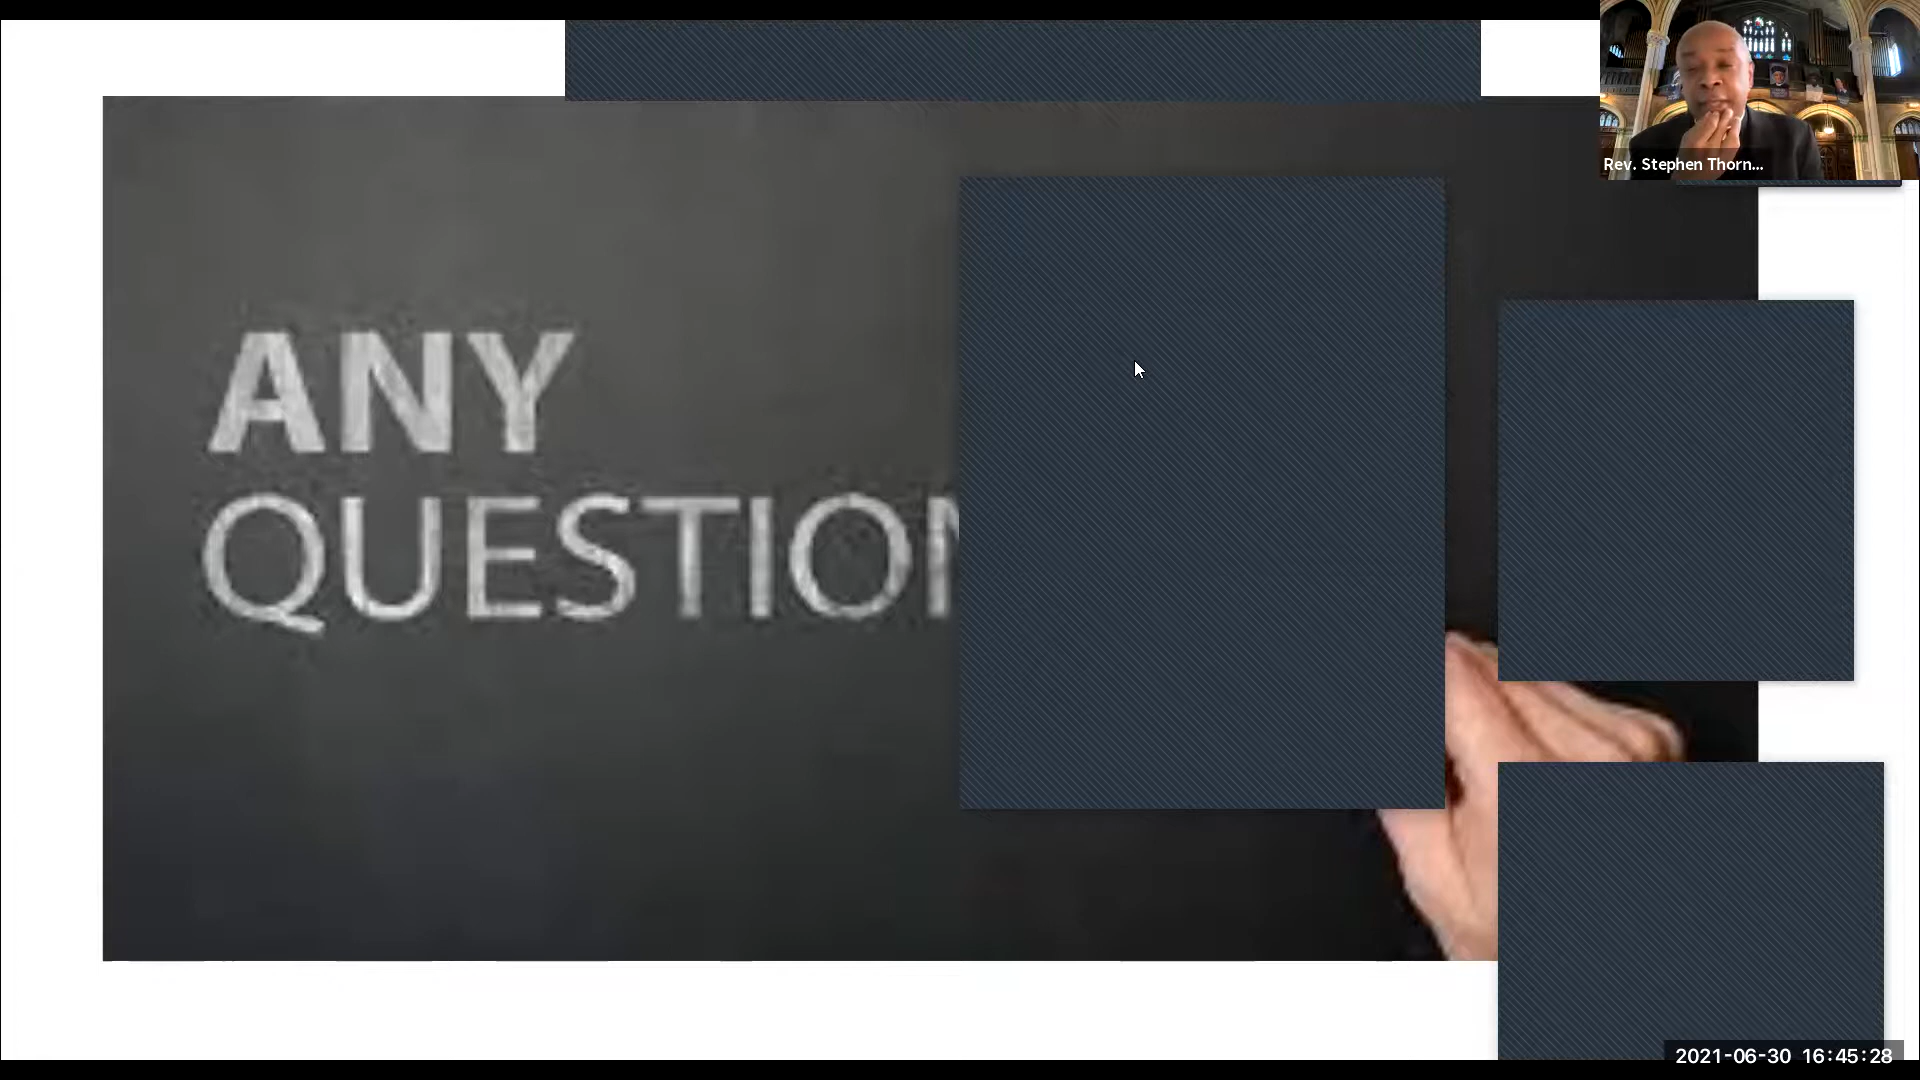 Rev. Stephen Thorn...
ANY
QUESTION
2021-06-30 16:45:28